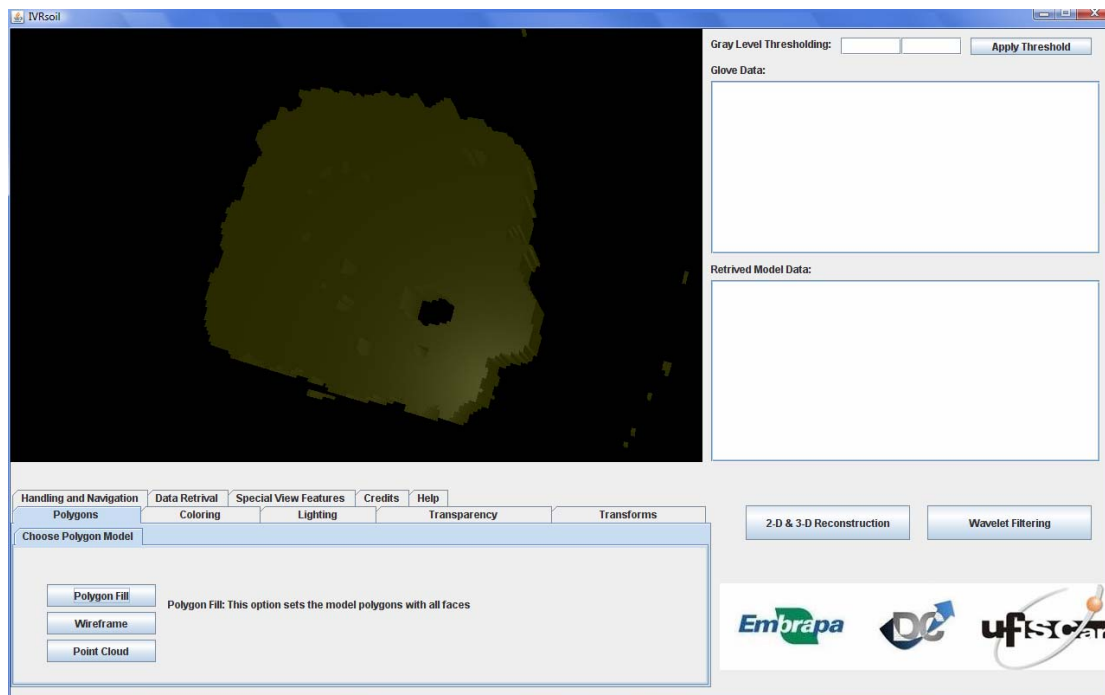 IVRsoil
Gray Level Thresholding:
Apply Threshold
Glove Data:
Retrived Model Data:
Handling and Navigation
Data Retrival
Special View Features
Credits
Help
Polygons
Coloring
Lighting
Transparency
Transforms
Choose Polygon Model
Polygon Fill
Polygon Fill: This option sets the model polygons with all faces
Wireframe
Point Cloud
2-D & 3-D Reconstruction
Wavelet Filtering
Embrapa
DC
ufscar